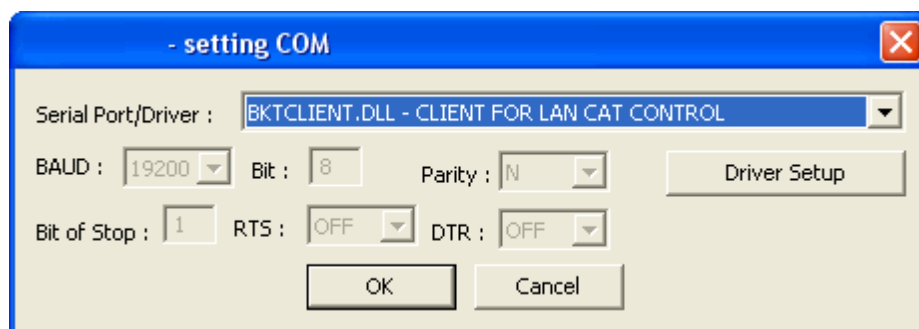 - setting COM
Serial Port/Driver : BKTCLIENT.DLL - CLIENT FOR LAN CAT CONTROL
BAUD : 19200 Bit : 8 Parity : N Driver Setup
Bit of Stop : 1 RTS : OFF DTR : OFF
OK Cancel